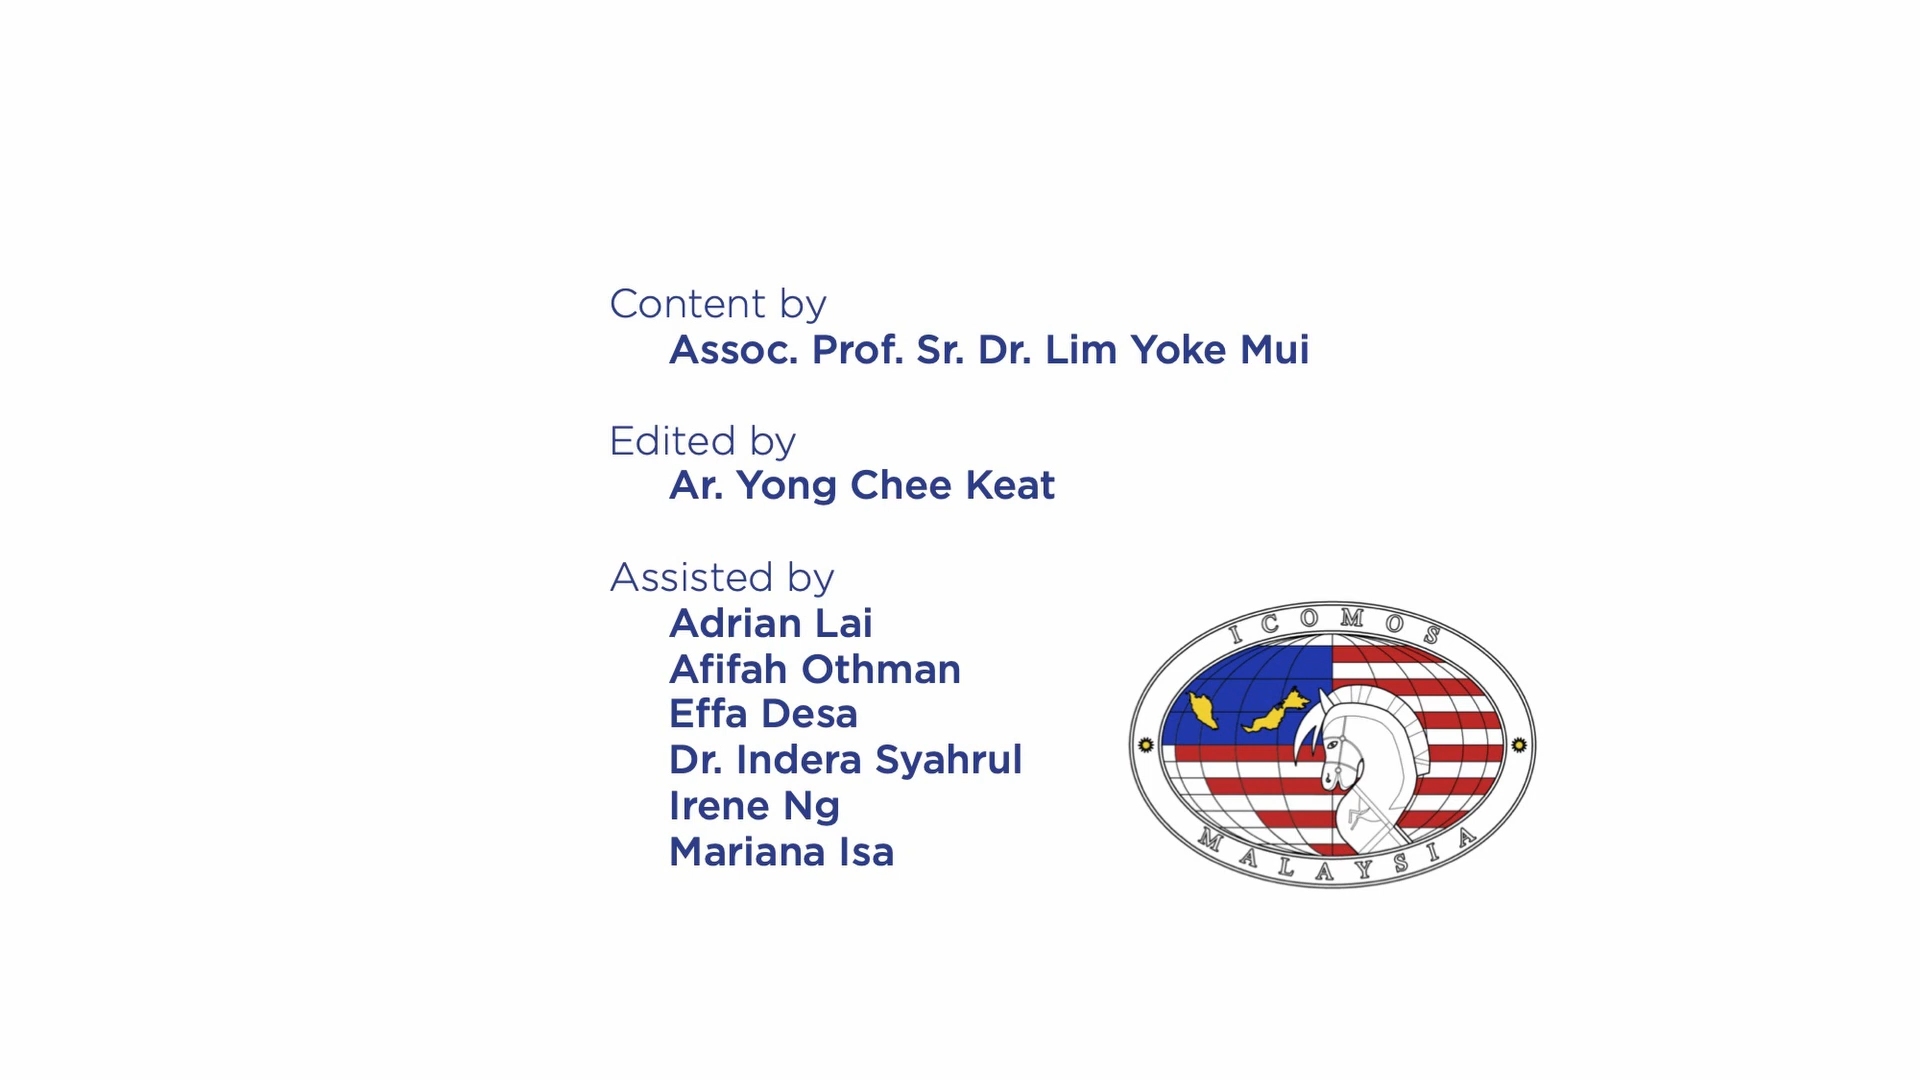 Content by
Assoc. Prof. Sr. Dr. Lim Yoke Mui
Edited by
Ar. Yong Chee Keat
Assisted by
Adrian Lai
Afifah Othman
Effa Desa
Dr. Indera Syahrul
Irene Ng
Mariana Isa
ICOMOS
MALAYSIA